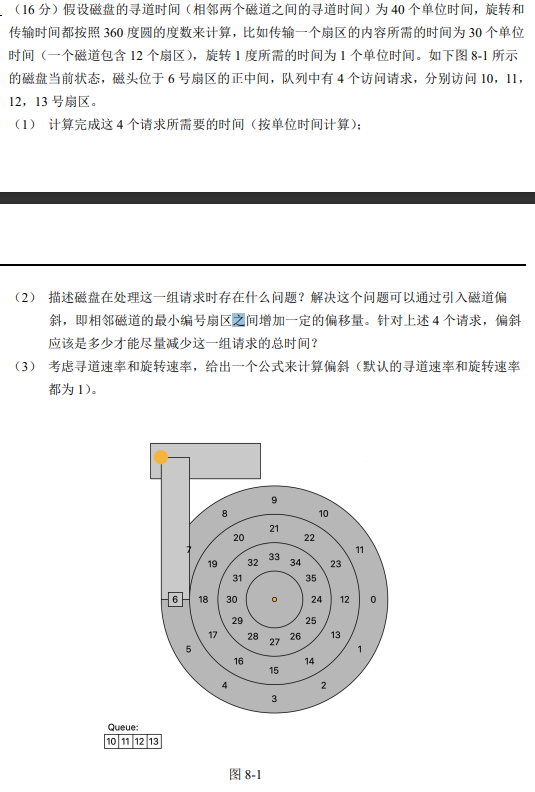 （16 分）假设磁盘的寻道时间（相邻两个磁道之间的寻道时间）为 40 个单位时间，旋转和
传输时间都按照 360 度圆的度数来计算，比如传输一个扇区的内容所需的时间为 30 个单位
时间（一个磁道包含 12 个扇区），旋转 1 度所需的时间为 1 个单位时间。如下图 8-1 所示
的磁盘当前状态，磁头位于 6 号扇区的正中间，队列中有 4 个访问请求，分别访问 10，11，
12，13 号扇区。
（1） 计算完成这 4 个请求所需要的时间（按单位时间计算）；
（2） 描述磁盘在处理这一组请求时存在什么问题？解决这个问题可以通过引入磁道偏
斜，即相邻磁道的最小编号扇区之间增加一定的偏移量。针对上述 4 个请求，偏斜
应该是多少才能尽量减少这一组请求的总时间？
（3） 考虑寻道速率和旋转速率，给出一个公式来计算偏斜（默认的寻道速率和旋转速率
都为 1）。
9
8 10
21
20 22
7 11
33
19 32 34 23
31 35
6 18 30 24 12 0
29 25
17 28 26 13
27
5 1
16 14
15
4 2
3
Queue:
10 11 12 13
图 8-1